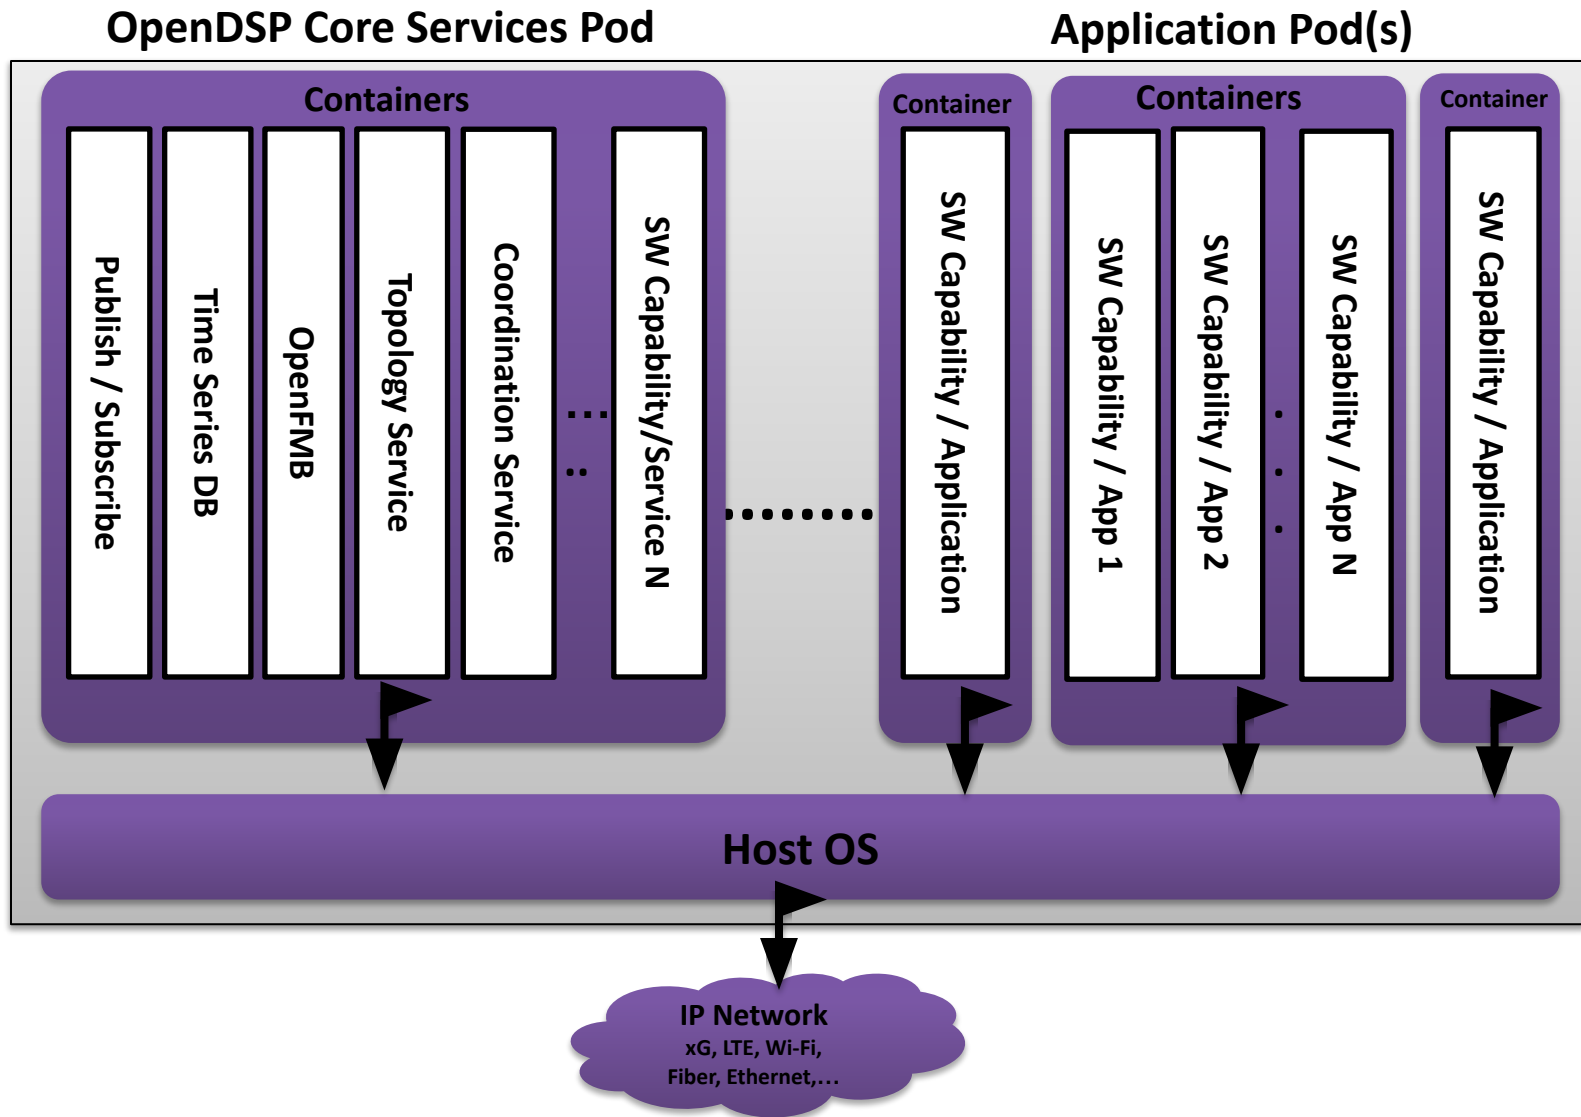 OpenDSP Core Services Pod
Application Pod(s)
Containers
Publish / Subscribe
Time Series DB
OpenFMB
Topology Service
Coordination Service
...
..
SW Capability/Service N
.........
Container
SW Capability / Application
Containers
SW Capability / App 1
SW Capability / App 2
.
.
.
SW Capability / App N
Container
SW Capability / Application
Host OS
IP Network
xG, LTE, Wi-Fi,
Fiber, Ethernet,...